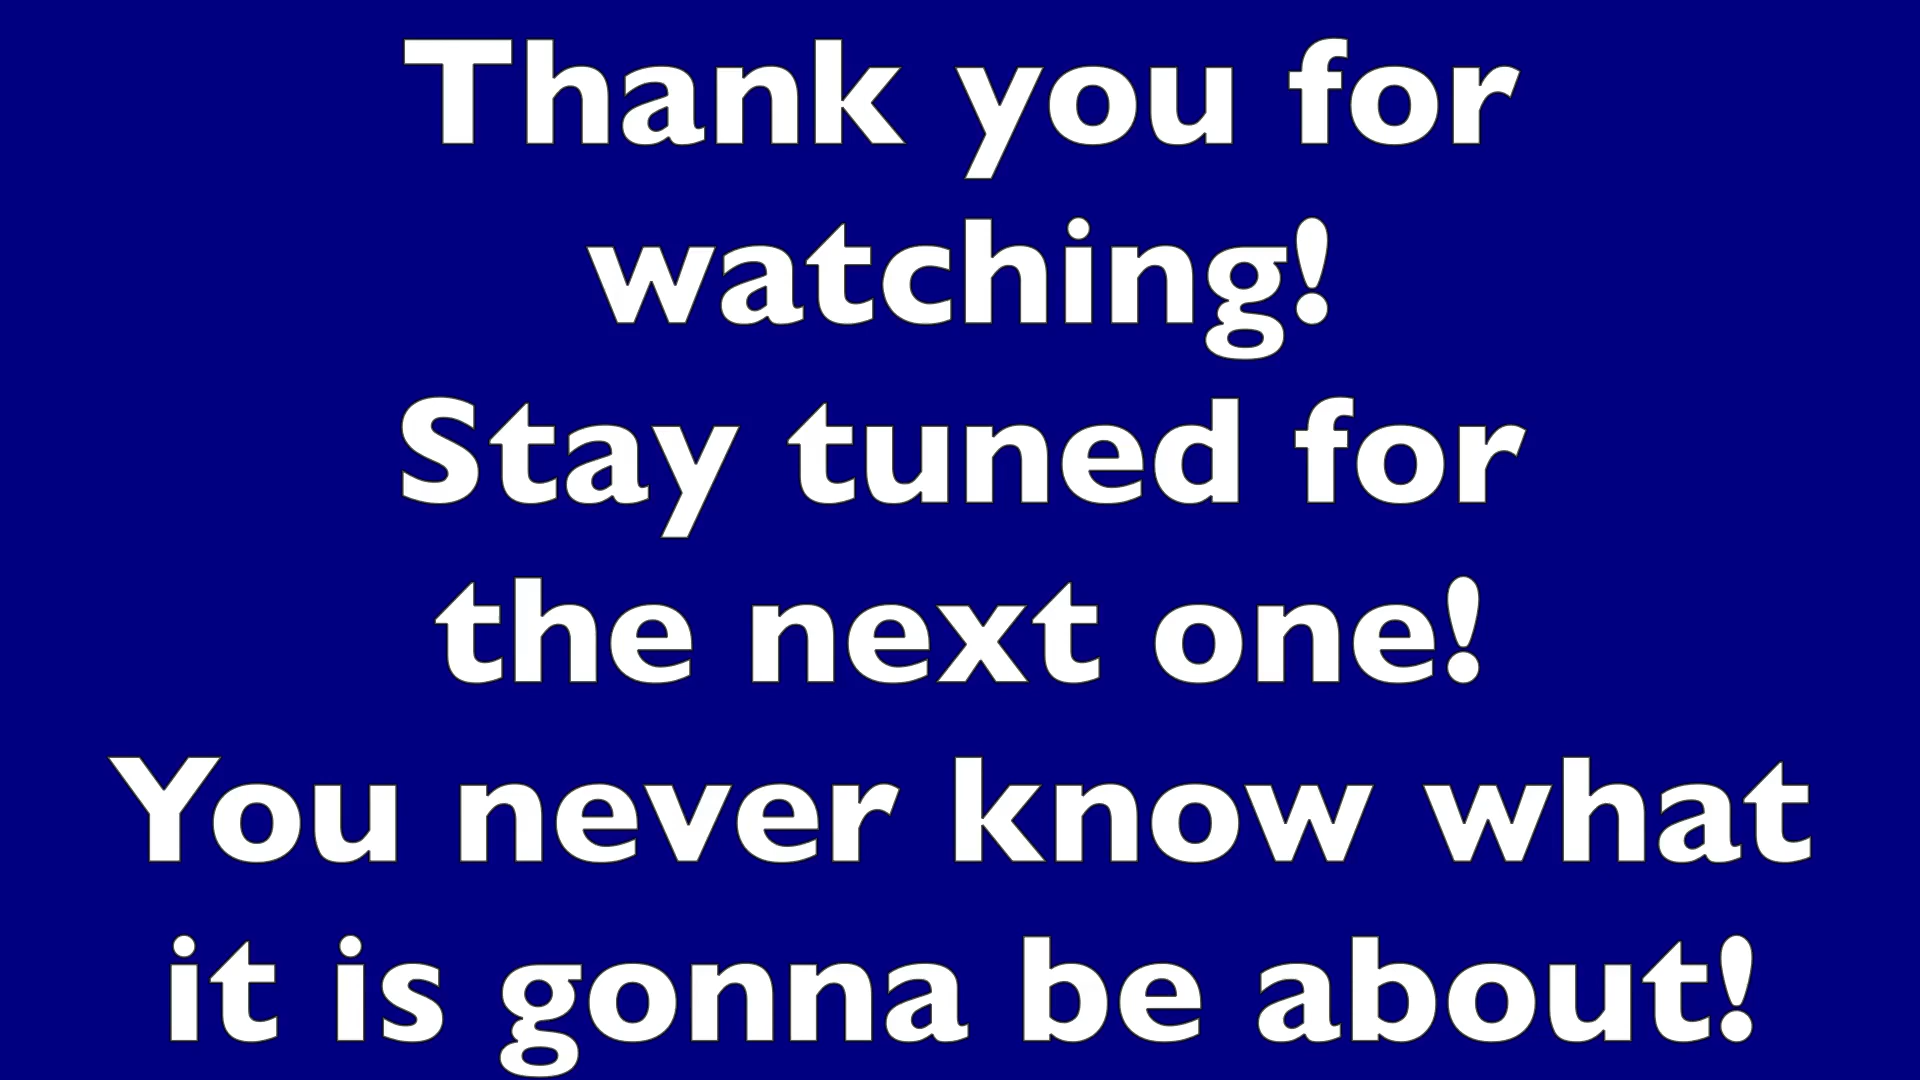 Thank you for
watching!
Stay tuned for
the next one!
You never know what
it is gonna be about!